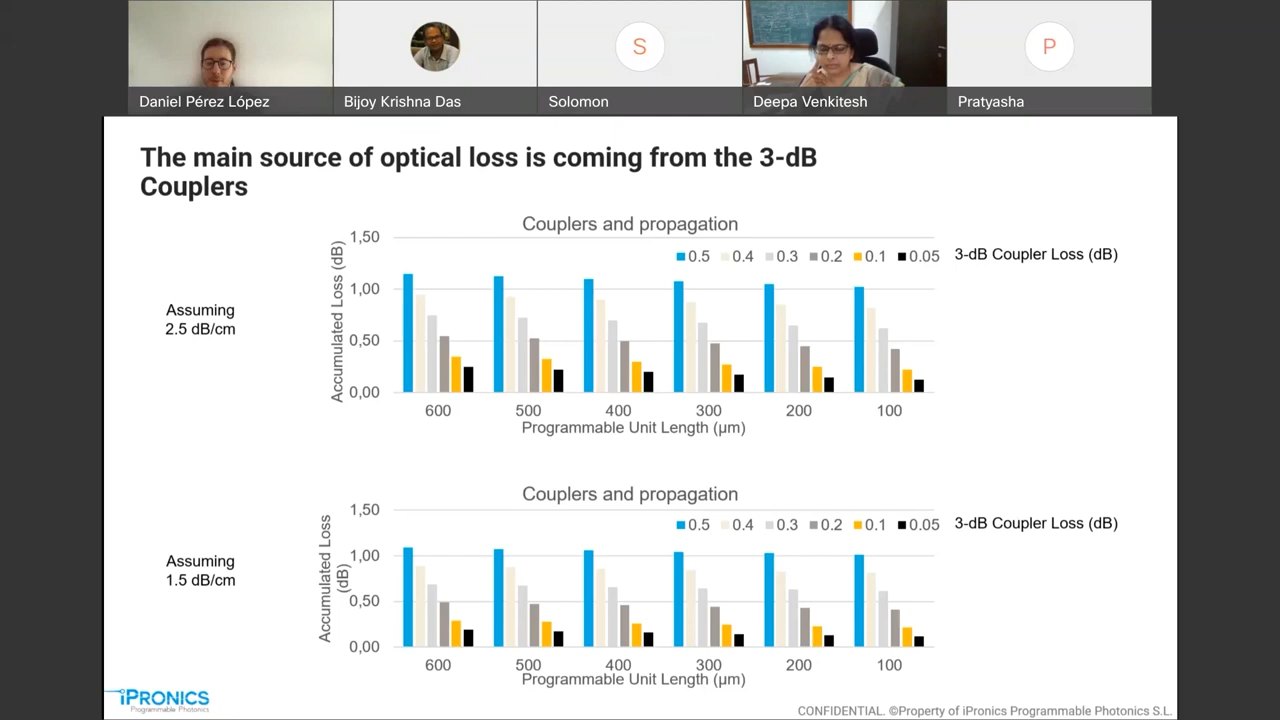 Daniel Pérez López
Bijoy Krishna Das
S
Solomon
Deepa Venkitesh
P
Pratyasha
The main source of optical loss is coming from the 3-dB
Couplers
Couplers and propagation
1,50
1,00
0,50
0,00
Accumulated Loss (dB)
0.5 0.4 0.3 0.2 0.1 0.05
3-dB Coupler Loss (dB)
Assuming
2.5 dB/cm
600 500 400 300 200 100
Programmable Unit Length (µm)
Couplers and propagation
1,50
1,00
0,50
0,00
Accumulated Loss
(dB)
0.5 0.4 0.3 0.2 0.1 0.05
3-dB Coupler Loss (dB)
Assuming
1.5 dB/cm
600 500 400 300 200 100
Programmable Unit Length (µm)
iPRONICS
Programmable Photonics
CONFIDENTIAL. ©Property of iPronics Programmable Photonics S.L.